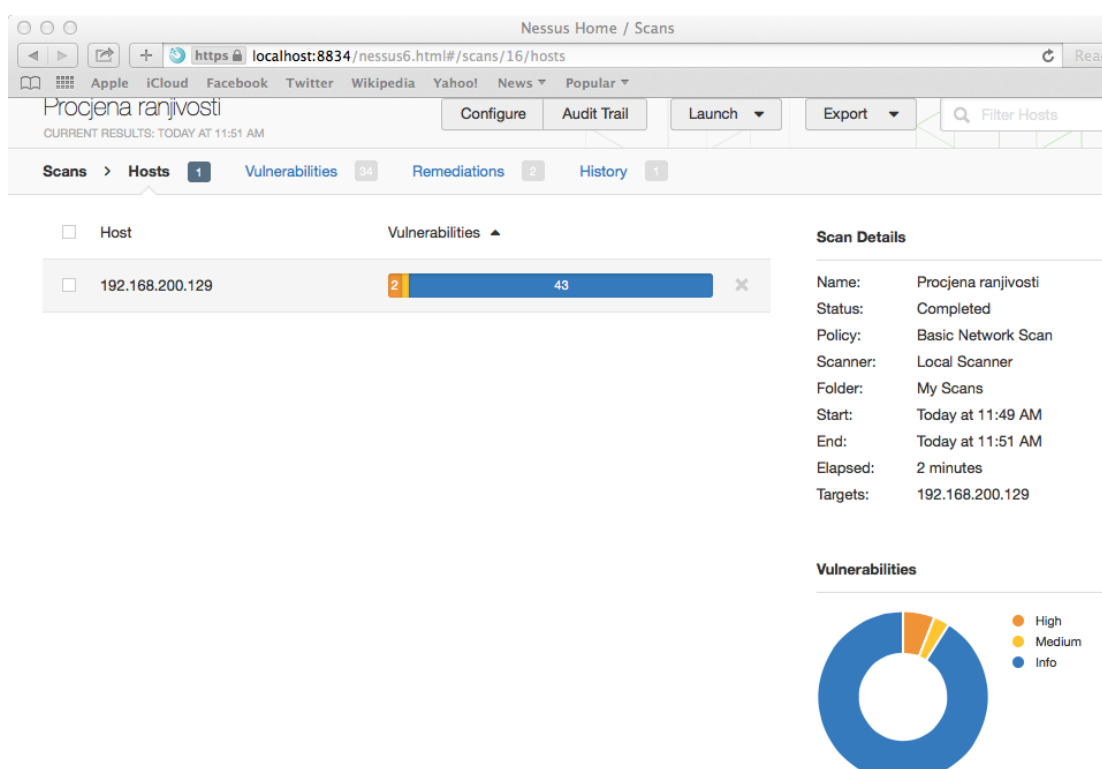 Nessus Home / Scans
https localhost:8834/nessus6.html#/scans/16/hosts
Apple iCloud Facebook Twitter Wikipedia Yahoo! News Popular
Procjena ranjivosti
CURRENT RESULTS: TODAY AT 11:51 AM
Configure Audit Trail Launch Export Filter Hosts
Scans > Hosts 1 Vulnerabilities 34 Remediations 2 History 1
Host Vulnerabilities
192.168.200.129 2 43
Scan Details
Name: Procjena ranjivosti
Status: Completed
Policy: Basic Network Scan
Scanner: Local Scanner
Folder: My Scans
Start: Today at 11:49 AM
End: Today at 11:51 AM
Elapsed: 2 minutes
Targets: 192.168.200.129
Vulnerabilities
High
Medium
Info